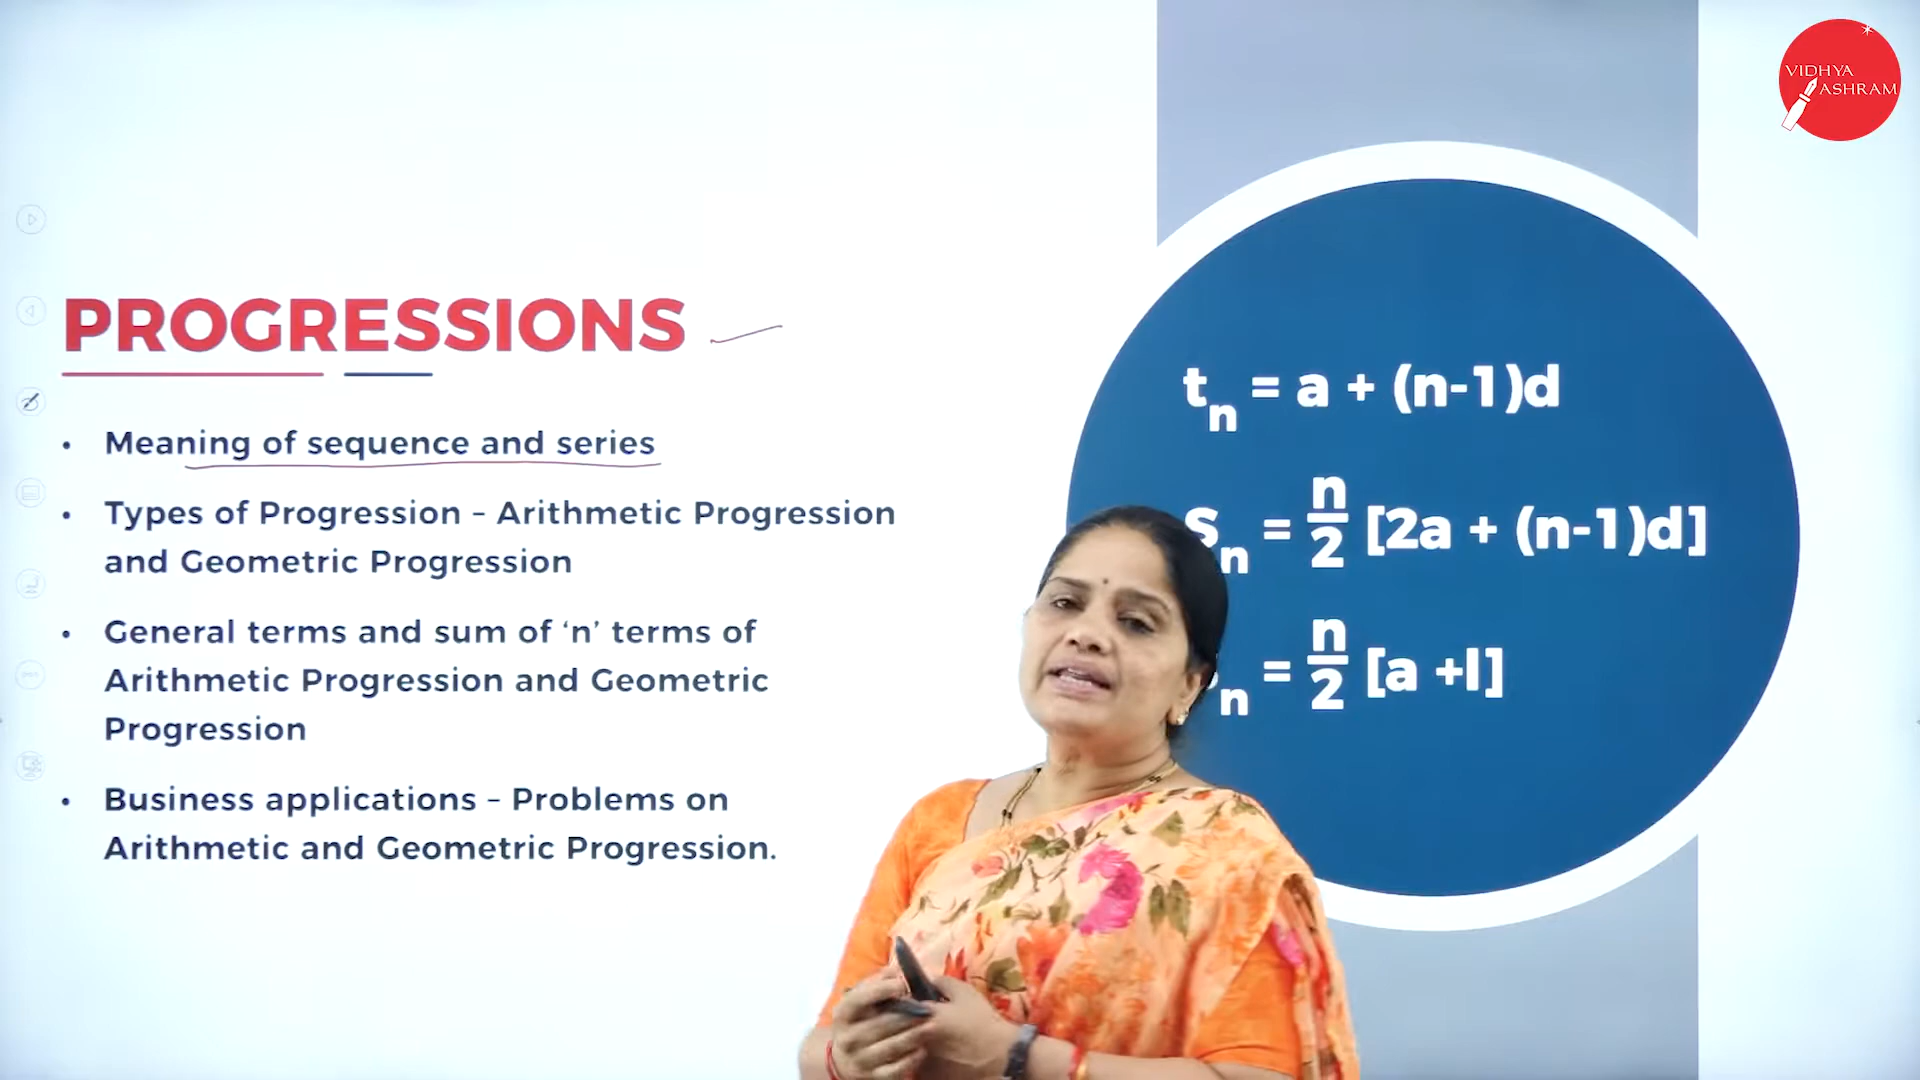 VIDHYA
ASHRAM
PROGRESSIONS
• Meaning of sequence and series
• Types of Progression – Arithmetic Progression
and Geometric Progression
• General terms and sum of ‘n’ terms of
Arithmetic Progression and Geometric
Progression
• Business applications – Problems on
Arithmetic and Geometric Progression.
tn = a + (n-1)d
Sn = n/2 [2a + (n-1)d]
n = n/2 [a +l]